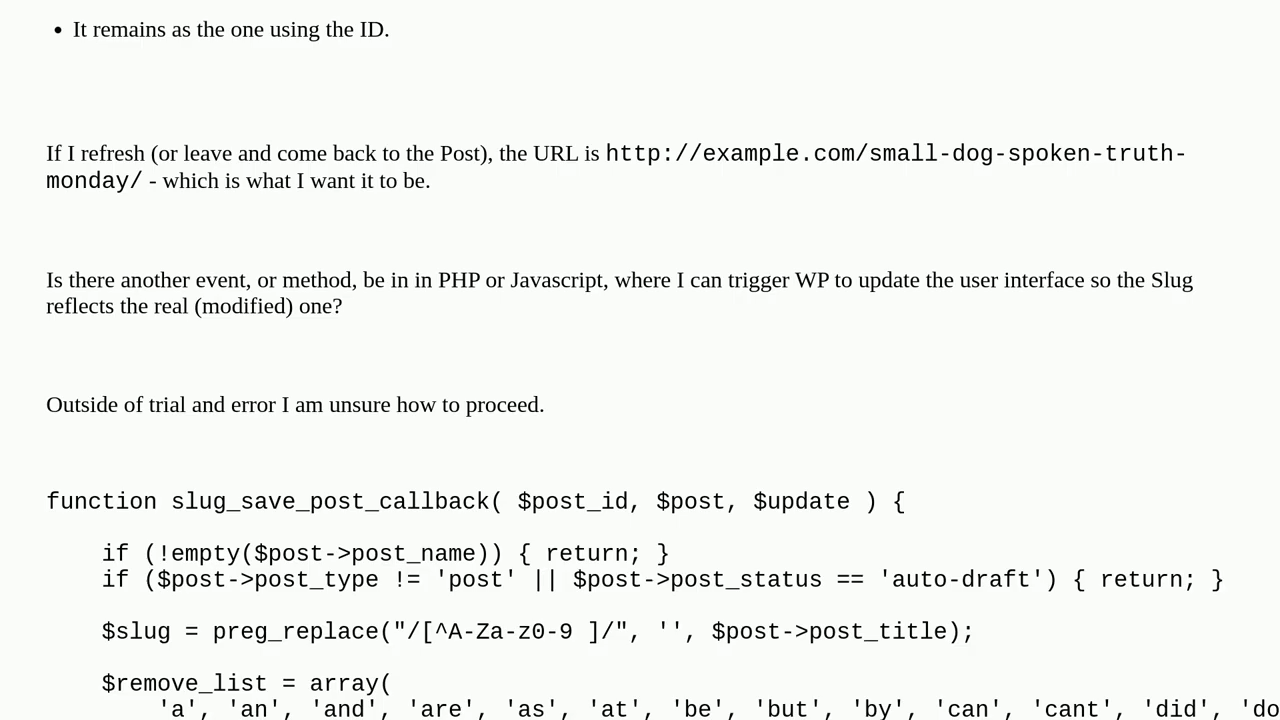 • It remains as the one using the ID.
If I refresh (or leave and come back to the Post), the URL is http://example.com/small-dog-spoken-truth-
monday/ - which is what I want it to be.
Is there another event, or method, be in in PHP or Javascript, where I can trigger WP to update the user interface so the Slug
reflects the real (modified) one?
Outside of trial and error I am unsure how to proceed.
function slug_save_post_callback( $post_id, $post, $update ) {
    if (!empty($post->post_name)) { return; }
    if ($post->post_type != 'post' || $post->post_status == 'auto-draft') { return; }
    $slug = preg_replace("/[^A-Za-z0-9 ]/", '', $post->post_title);
    $remove_list = array(
        'a', 'an', 'and', 'are', 'as', 'at', 'be', 'but', 'by', 'can', 'cant', 'did', 'do